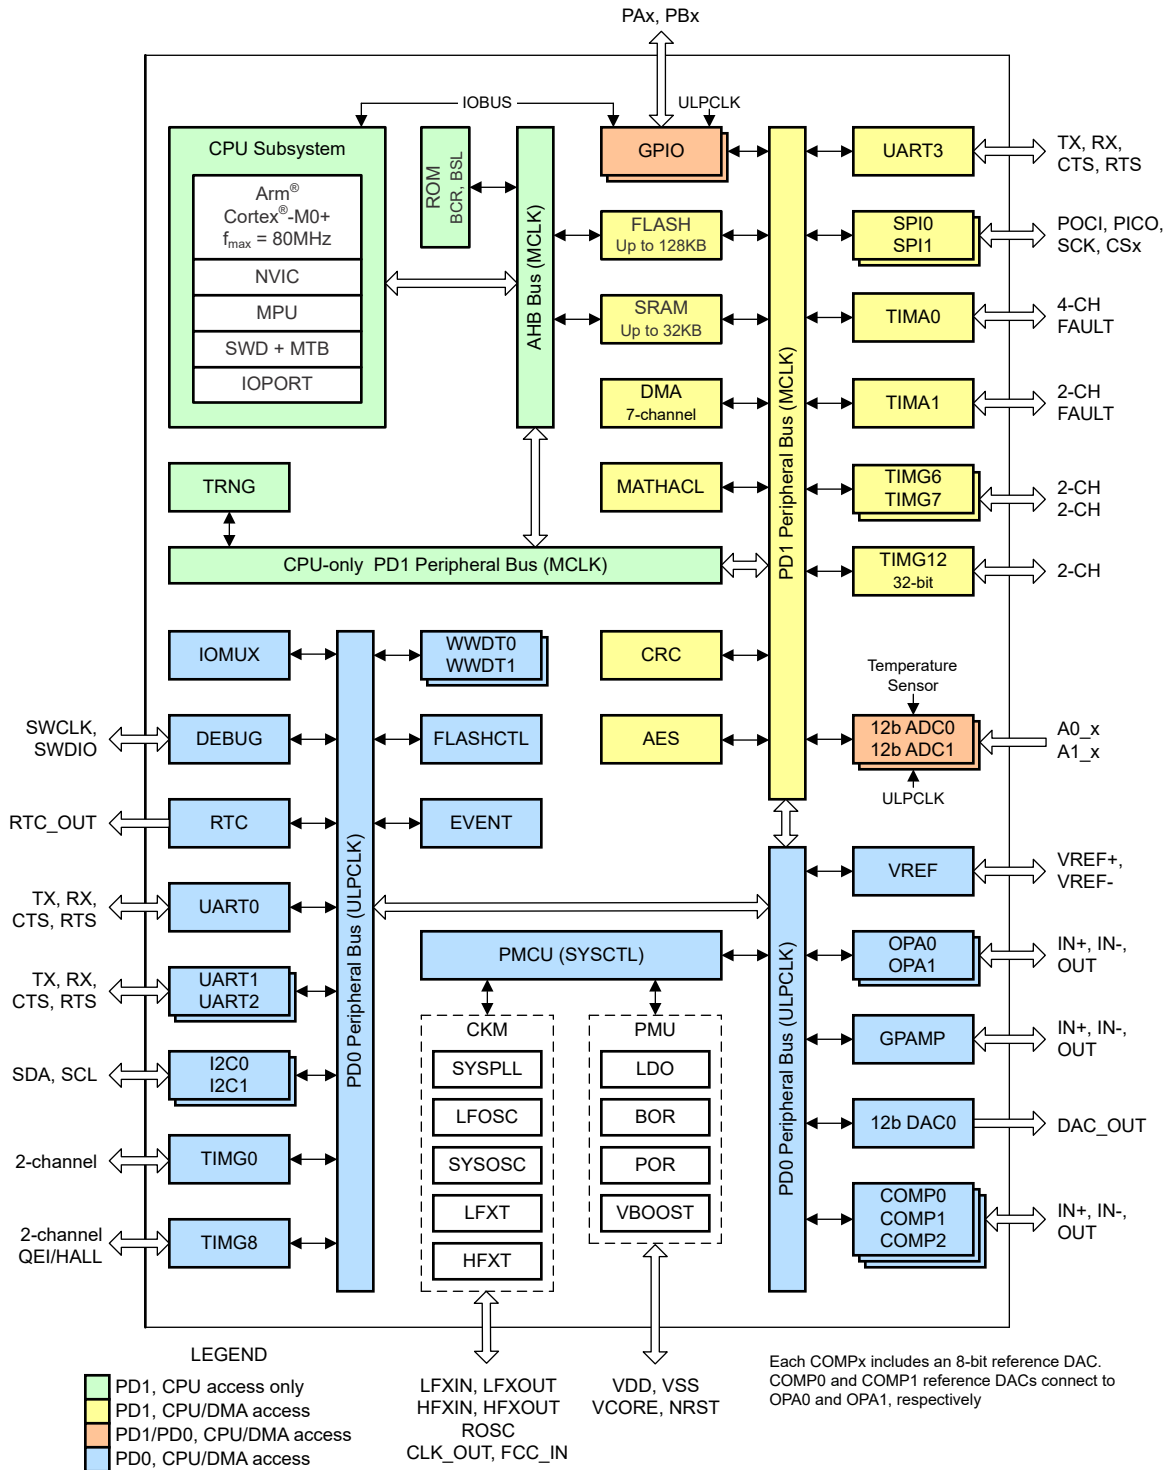 PAx, PBx
IOBUS
ULPCLK
CPU Subsystem
Arm®
Cortex®-M0+
fmax = 80MHz
NVIC
MPU
SWD + MTB
IOPORT
ROM
BCR, BSL
AHB Bus (MCLK)
GPIO
FLASH
Up to 128KB
SRAM
Up to 32KB
DMA
7-channel
MATHACL
PD1 Peripheral Bus (MCLK)
UART3
TX, RX,
CTS, RTS
SPI0
SPI1
POCI, PICO,
SCK, CSx
TIMA0
4-CH
FAULT
TIMA1
2-CH
FAULT
TIMG6
TIMG7
2-CH
2-CH
TIMG12
32-bit
2-CH
TRNG
CPU-only PD1 Peripheral Bus (MCLK)
CRC
AES
Temperature
Sensor
12b ADC0
12b ADC1
A0_x
A1_x
ULPCLK
IOMUX
WWDT0
WWDT1
SWCLK,
SWDIO
DEBUG
FLASHCTL
RTC_OUT
RTC
EVENT
PD0 Peripheral Bus (ULPCLK)
TX, RX,
CTS, RTS
UART0
TX, RX,
CTS, RTS
UART1
UART2
SDA, SCL
I2C0
I2C1
2-channel
TIMG0
2-channel
QEI/HALL
TIMG8
PMCU (SYSCTL)
CKM
SYSPLL
LFOSC
SYSOSC
LFXT
HFXT
PMU
LDO
BOR
POR
VBOOST
PD0 Peripheral Bus (ULPCLK)
VREF
VREF+,
VREF-
OPA0
OPA1
IN+, IN-,
OUT
GPAMP
IN+, IN-,
OUT
12b DAC0
DAC_OUT
COMP0
COMP1
COMP2
IN+, IN-,
OUT
LEGEND
PD1, CPU access only
PD1, CPU/DMA access
PD1/PD0, CPU/DMA access
PD0, CPU/DMA access
LFXIN, LFXOUT
HFXIN, HFXOUT
ROSC
CLK_OUT, FCC_IN
VDD, VSS
VCORE, NRST
Each COMPx includes an 8-bit reference DAC.
COMP0 and COMP1 reference DACs connect to
OPA0 and OPA1, respectively